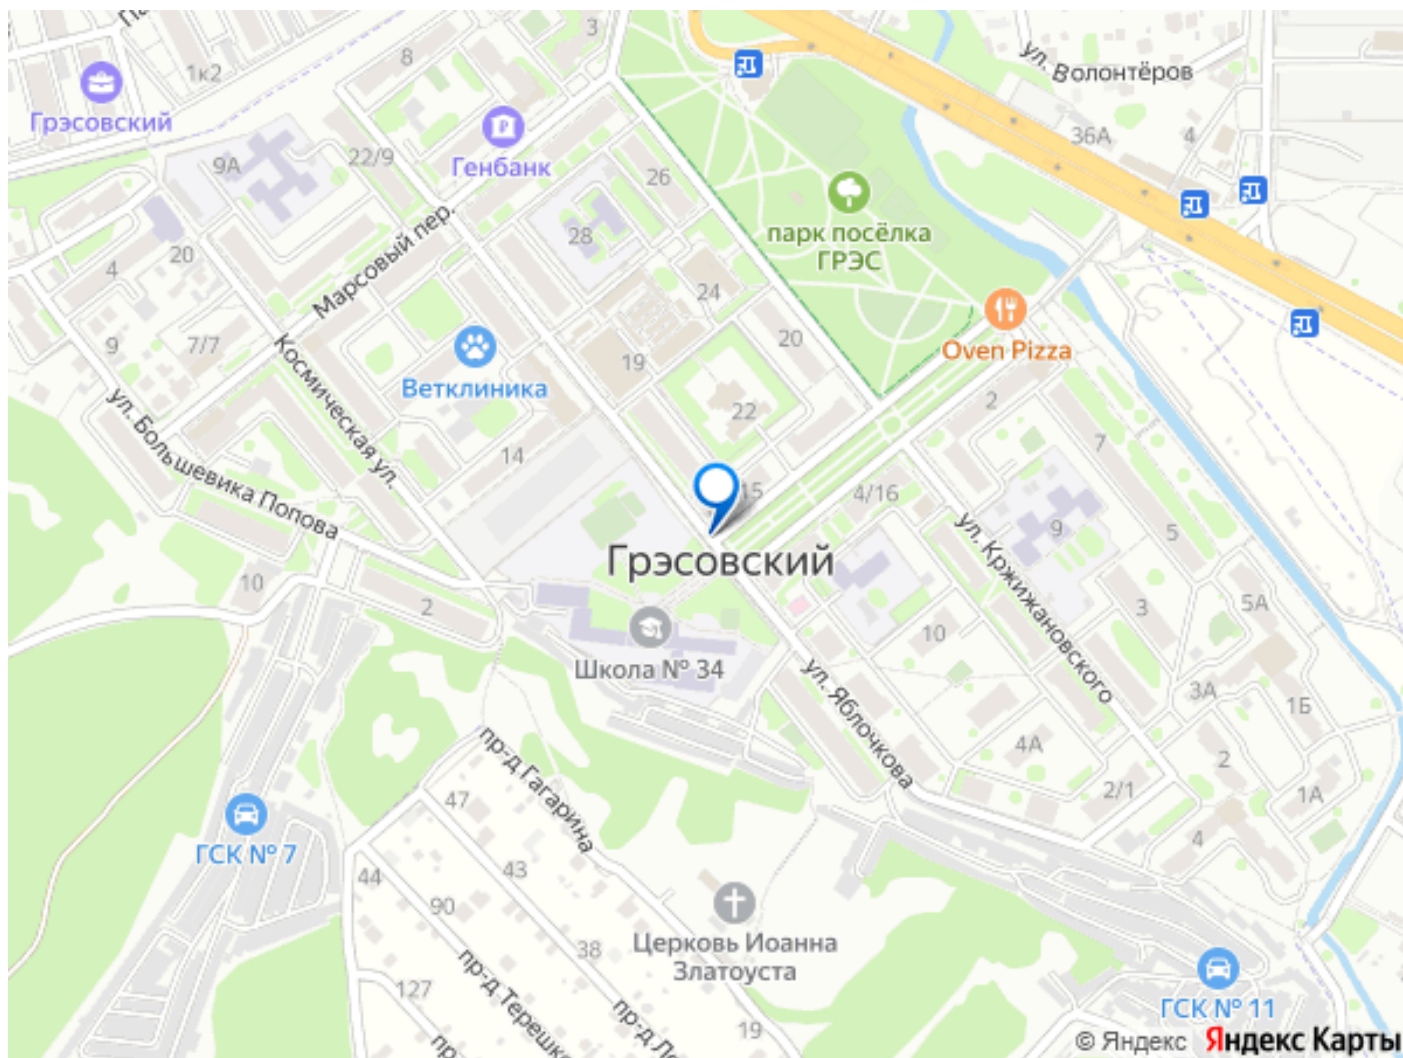 3
8
1к2
Грэсовский
ул. Волонтёров
36А
4
Генбанк
9А
22/9
26
парк посёлка
ГРЭС
28
Марсовый пер.
20
4
24
9
7/7
Космическая ул.
19
20
Oven Pizza
Ветклиника
22
2
7
ул. Большевика Попова
14
15
4/16
9
5
ул. Кржижановского
Грэсовский
10
2
3
5А
10
Школа № 34
ул. Яблочкова
3А
1Б
4А
2
2/1
1А
4
пр-д Гагарина
47
ГСК № 7
44
43
90
38
Церковь Иоанна
Златоуста
127
19
ГСК № 11
© Яндекс Яндекс Карты